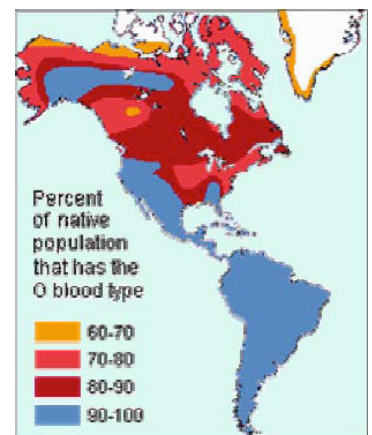 Percent
of native
population
that has the
O blood type
60-70
70-80
80-90
90-100